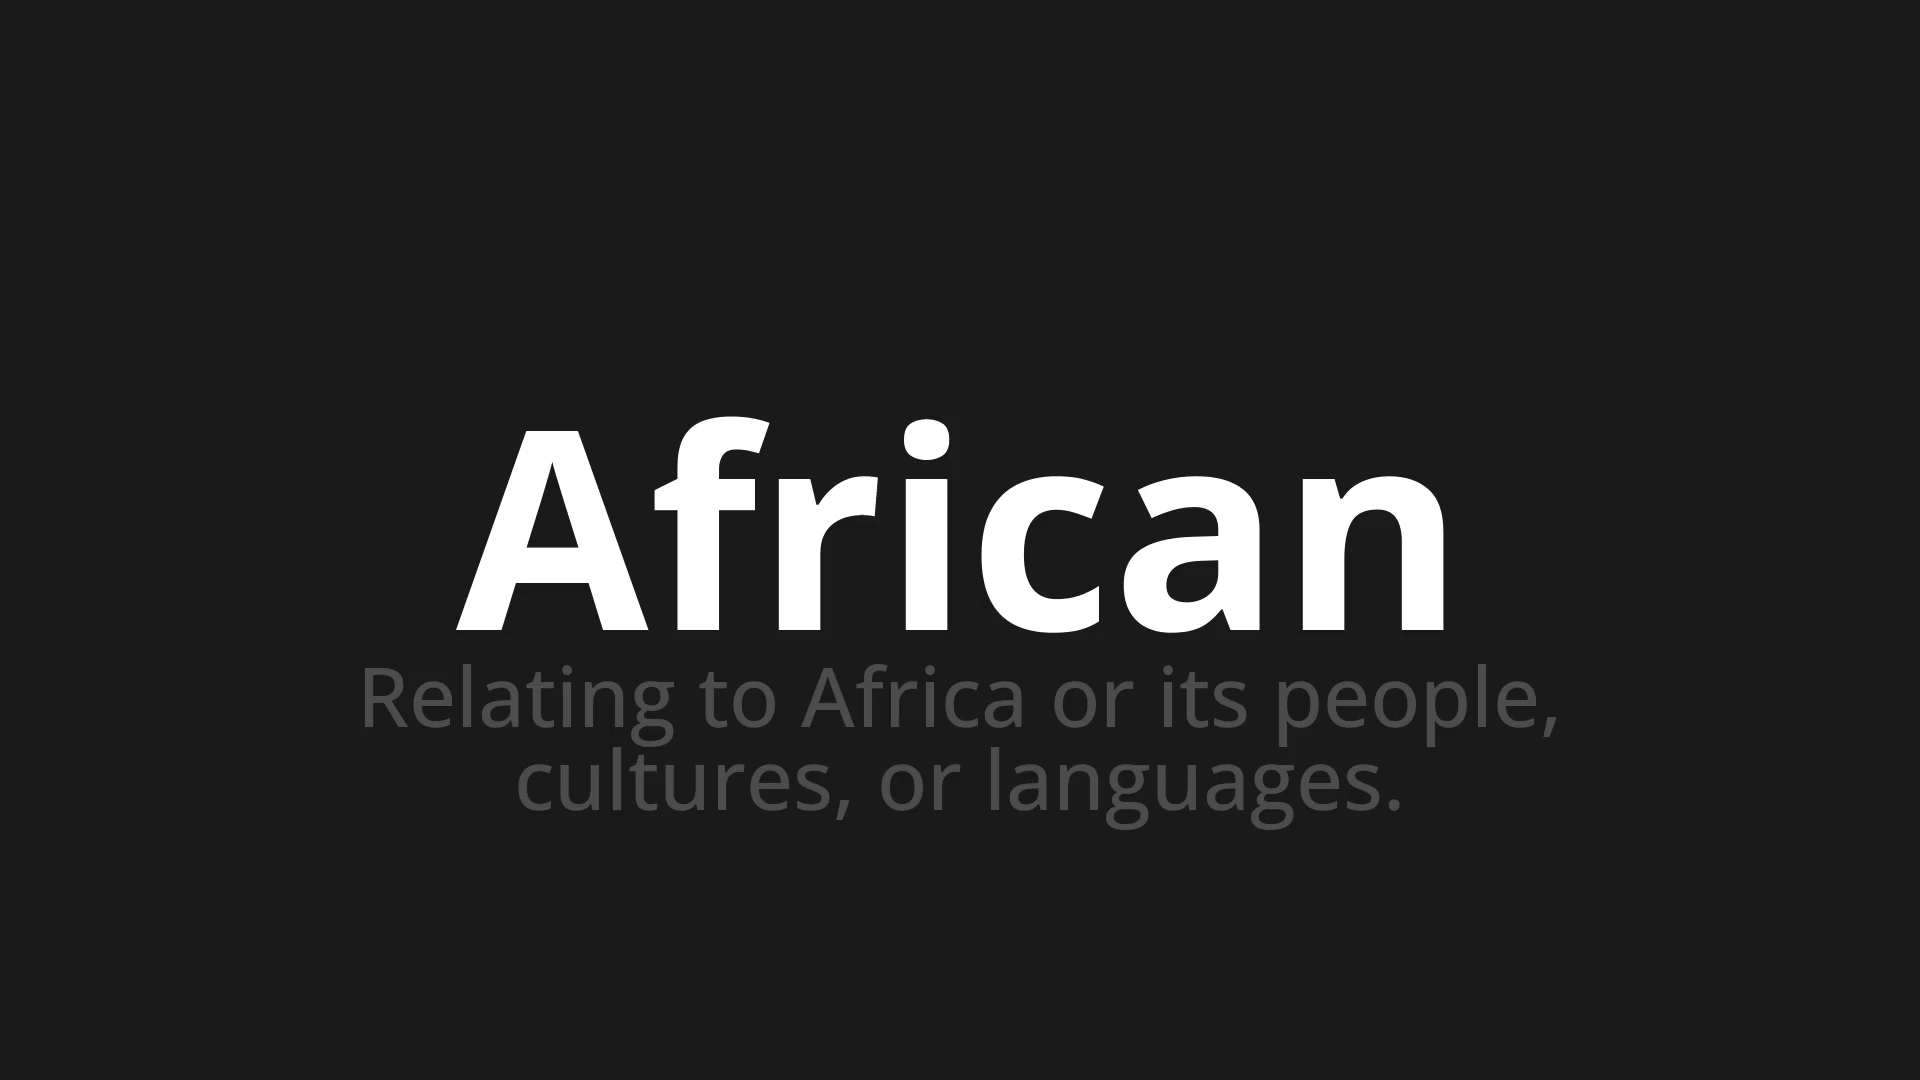 African
Relating to Africa or its people,
cultures, or languages.